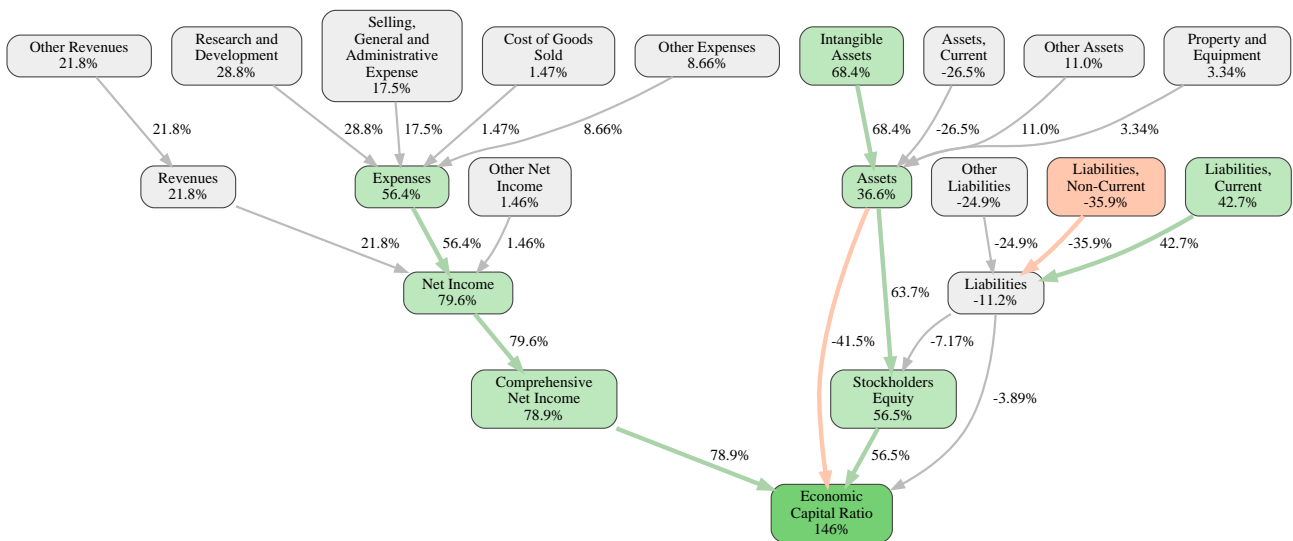 Other Revenues
21.8%
Research and
Development
28.8%
Selling,
General and
Administrative
Expense
17.5%
Cost of Goods
Sold
1.47%
Other Expenses
8.66%
Intangible
Assets
68.4%
Assets,
Current
-26.5%
Other Assets
11.0%
Property and
Equipment
3.34%
21.8%
28.8%
17.5%
1.47%
8.66%
68.4%
-26.5%
11.0%
3.34%
Revenues
21.8%
Expenses
56.4%
Other Net
Income
1.46%
Assets
36.6%
Other
Liabilities
-24.9%
Liabilities,
Non-Current
-35.9%
Liabilities,
Current
42.7%
21.8%
56.4%
1.46%
-24.9%
-35.9%
42.7%
Net Income
79.6%
63.7%
Liabilities
-11.2%
79.6%
-41.5%
-7.17%
Comprehensive
Net Income
78.9%
Stockholders
Equity
56.5%
-3.89%
78.9%
56.5%
Economic
Capital Ratio
146%